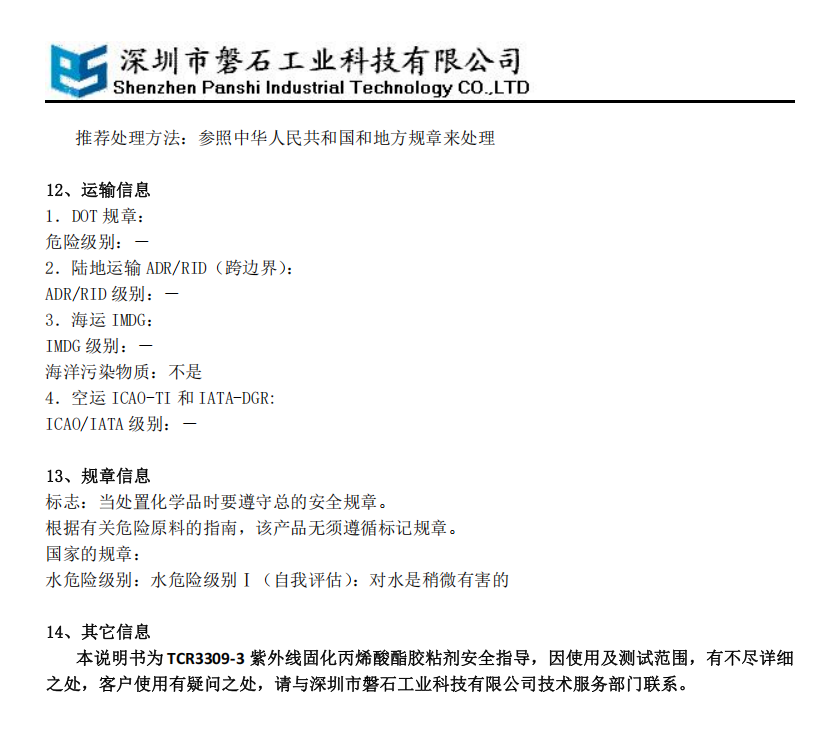 深圳市磐石工业科技有限公司
Shenzhen Panshi Industrial Technology CO.,LTD
推荐处理方法：参照中华人民共和国和地方规章来处理
12、运输信息
1．DOT 规章：
危险级别：－
2．陆地运输 ADR/RID（跨边界）：
ADR/RID 级别：－
3．海运 IMDG：
IMDG 级别：－
海洋污染物质：不是
4．空运 ICAO-TI 和 IATA-DGR:
ICAO/IATA 级别：－
13、规章信息
标志：当处置化学品时要遵守总的安全规章。
根据有关危险原料的指南，该产品无须遵循标记规章。
国家的规章：
水危险级别：水危险级别Ⅰ（自我评估）：对水是稍微有害的
14、其它信息
本说明书为 TCR3309-3 紫外线固化丙烯酸酯胶粘剂安全指导，因使用及测试范围，有不尽详细
之处，客户使用有疑问之处，请与深圳市磐石工业科技有限公司技术服务部门联系。